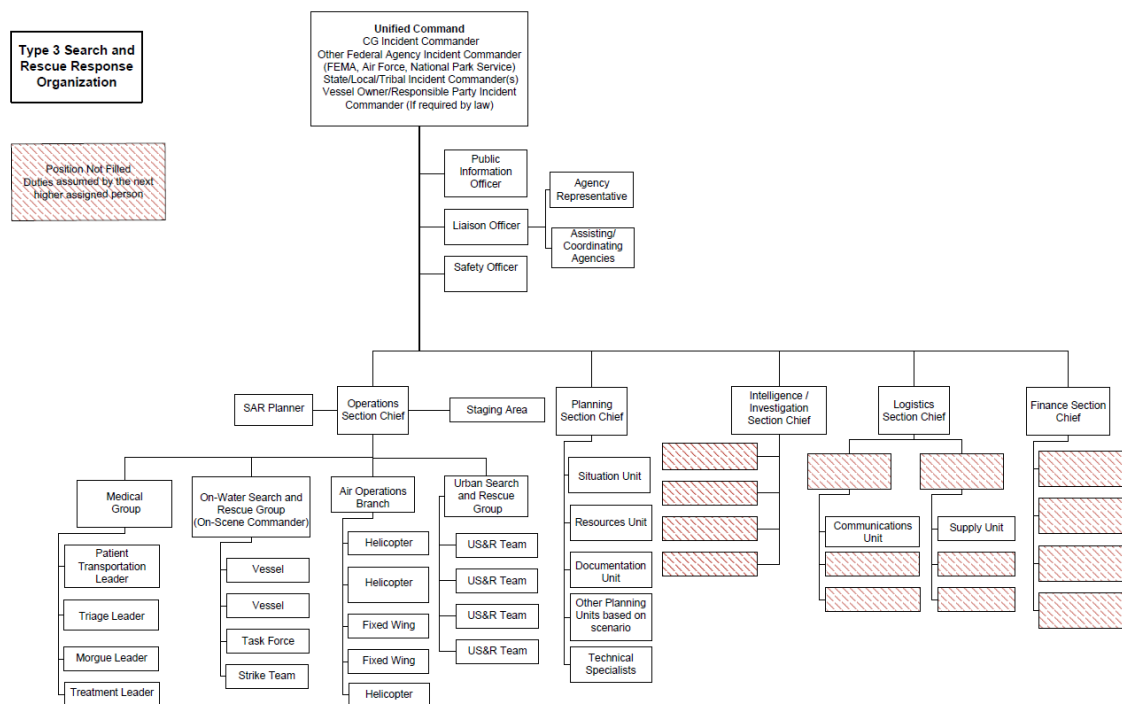 Type 3 Search and
Rescue Response
Organization
Unified Command
CG Incident Commander
Other Federal Agency Incident Commander
(FEMA, Air Force, National Park Service)
State/Local/Tribal Incident Commander(s)
Vessel Owner/Responsible Party Incident
Commander (If required by law)
Position Not Filled
Duties assumed by the next
higher assigned person
Public
Information
Officer
Agency
Representative
Liaison Officer
Assisting/
Coordinating
Agencies
Safety Officer
SAR Planner
Operations
Section Chief
Staging Area
Planning
Section Chief
Intelligence /
Investigation
Section Chief
Logistics
Section Chief
Finance Section
Chief
Medical
Group
Patient
Transportation
Leader
Triage Leader
Morgue Leader
Treatment Leader
On-Water Search and
Rescue Group
(On-Scene Commander)
Vessel
Vessel
Task Force
Strike Team
Air Operations
Branch
Helicopter
Helicopter
Fixed Wing
Fixed Wing
Helicopter
Urban Search
and Rescue
Group
US&R Team
US&R Team
US&R Team
US&R Team
Situation Unit
Resources Unit
Documentation
Unit
Other Planning
Units based on
scenario
Technical
Specialists
Communications
Unit
Supply Unit